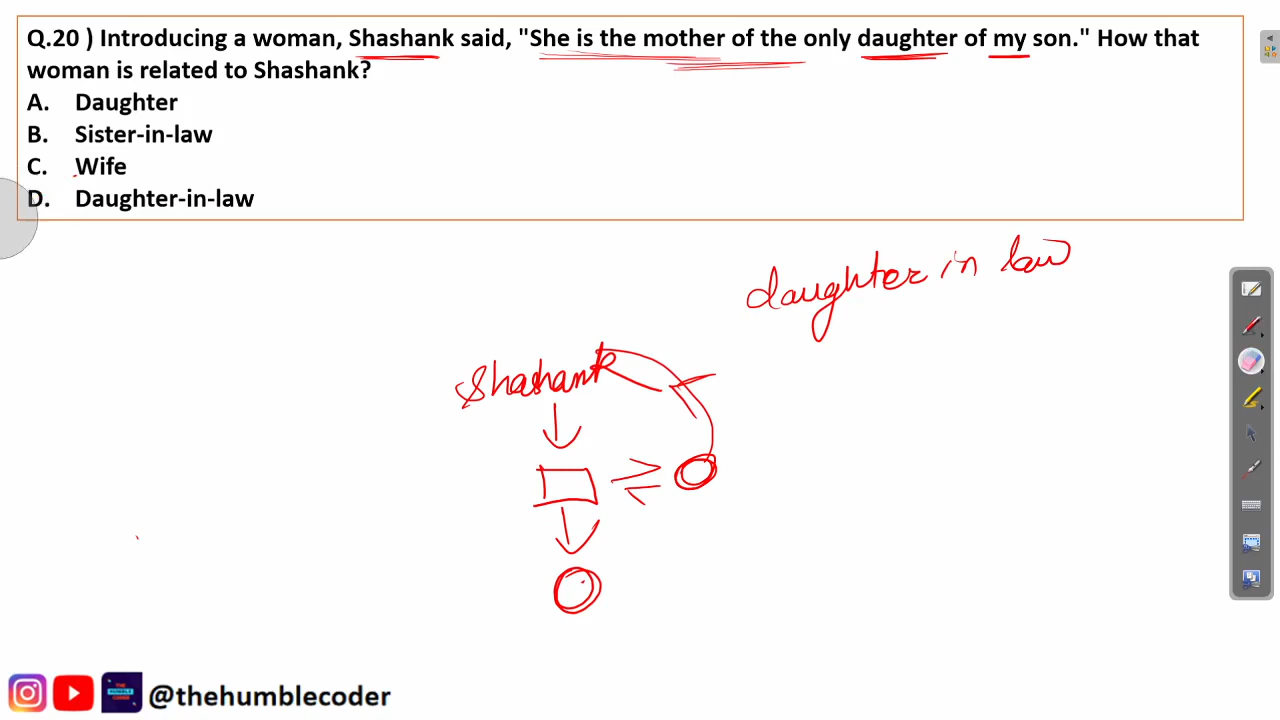 Q.20 ) Introducing a woman, Shashank said, "She is the mother of the only daughter of my son." How that
woman is related to Shashank?
A. Daughter
B. Sister-in-law
C. Wife
D. Daughter-in-law
daughter in law
Shashank
@thehumblecoder